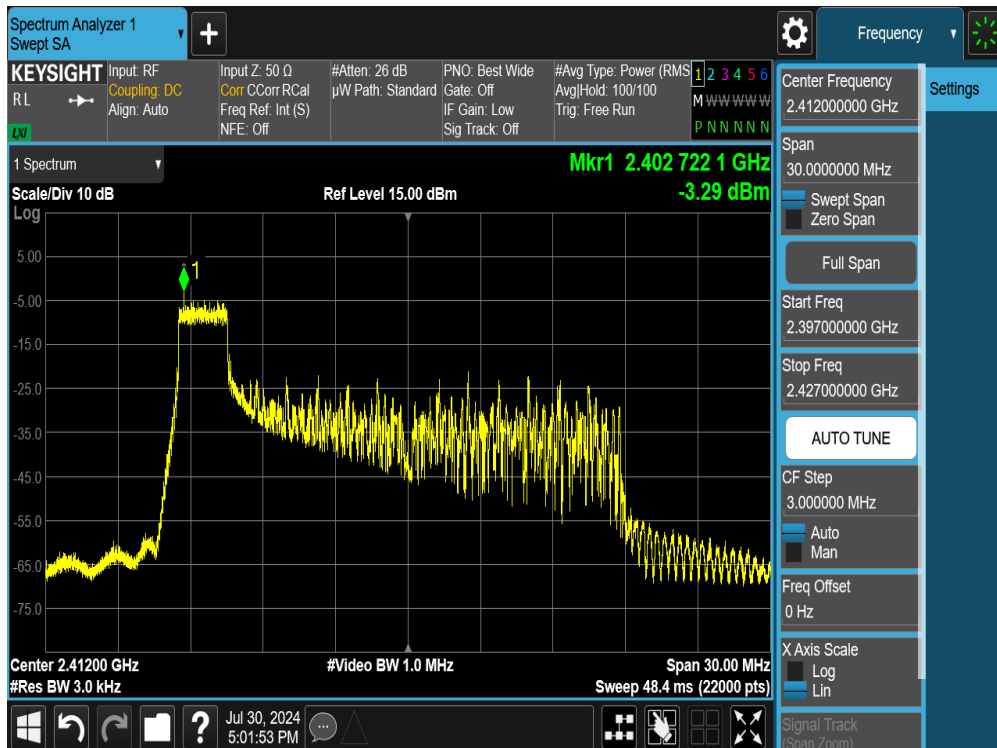 Spectrum Analyzer 1
Swept SA
+
Frequency
KEYSIGHT
R L
LXI
Input: RF
Coupling: DC
Align: Auto
Input Z: 50 Ω
Corr CCorr RCal
Freq Ref: Int (S)
NFE: Off
#Atten: 26 dB
µW Path: Standard
PNO: Best Wide
Gate: Off
IF Gain: Low
Sig Track: Off
#Avg Type: Power (RMS
Avg|Hold: 100/100
Trig: Free Run
1 2 3 4 5 6
M W W W W W
P N N N N N
1 Spectrum
Scale/Div 10 dB
Log
Ref Level 15.00 dBm
Mkr1 2.402 722 1 GHz
-3.29 dBm
1
5.00
-5.00
-15.0
-25.0
-35.0
-45.0
-55.0
-65.0
-75.0
Center 2.41200 GHz
#Res BW 3.0 kHz
#Video BW 1.0 MHz
Span 30.00 MHz
Sweep 48.4 ms (22000 pts)
Center Frequency
2.412000000 GHz
Span
30.0000000 MHz
Swept Span
Zero Span
Full Span
Start Freq
2.397000000 GHz
Stop Freq
2.427000000 GHz
AUTO TUNE
CF Step
3.000000 MHz
Auto
Man
Freq Offset
0 Hz
X Axis Scale
Log
Lin
Signal Track
(Span Zoom)
Settings
?
Jul 30, 2024
5:01:53 PM